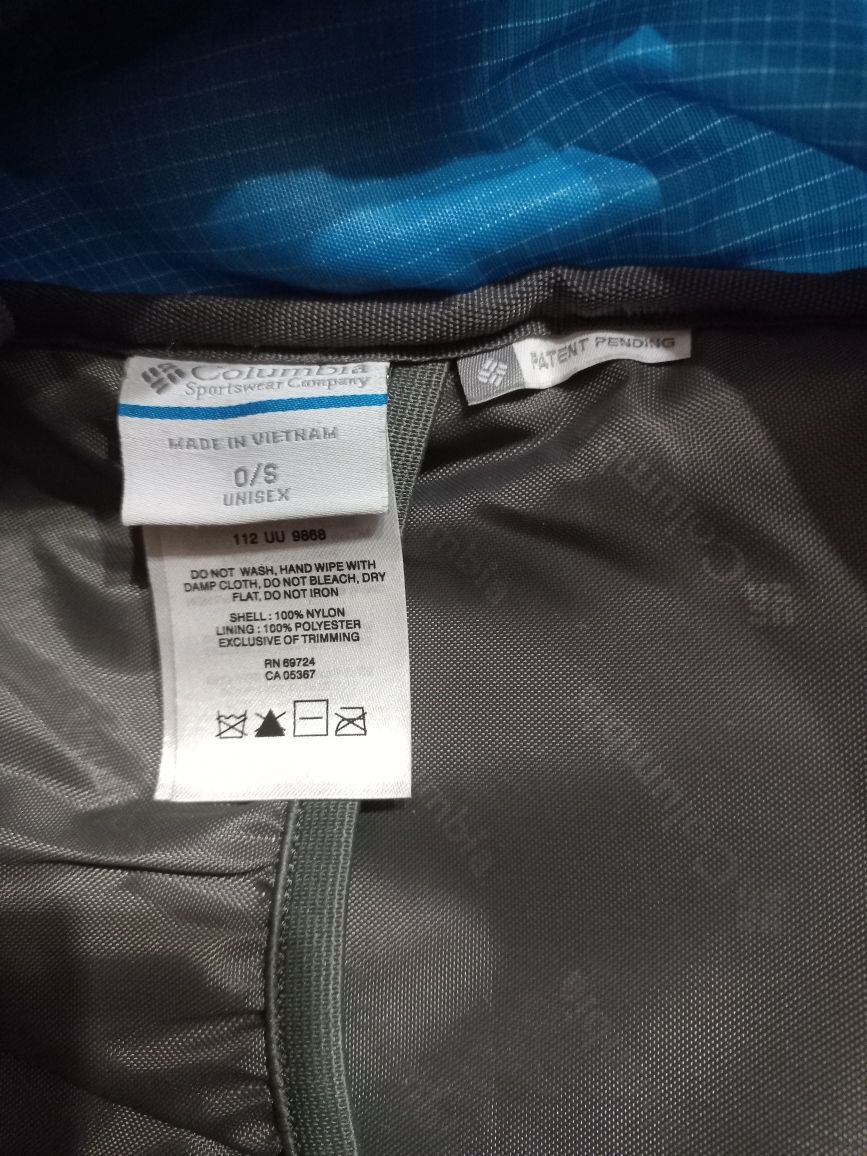 Columbia
Sportswear Company
MADE IN VIETNAM
O/S
UNISEX
PATENT PENDING
112 UU 9868
DO NOT WASH, HAND WIPE WITH
DAMP CLOTH, DO NOT BLEACH, DRY
FLAT, DO NOT IRON
SHELL : 100% NYLON
LINING : 100% POLYESTER
EXCLUSIVE OF TRIMMING
RN 69724
CA 05367
Columbia